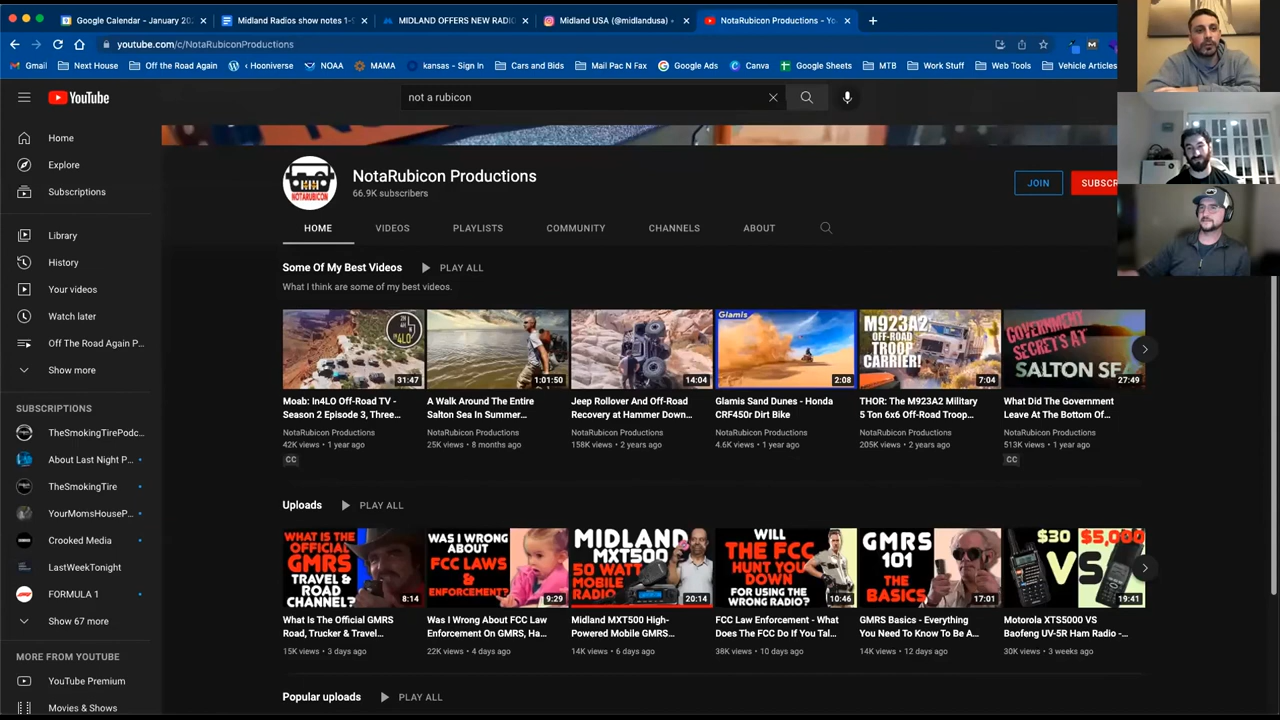 Google Calendar - January 202
Midland Radios show notes 1-5
MIDLAND OFFERS NEW RADIO
Midland USA (@midlandusa)
NotaRubicon Productions - Yo
youtube.com/c/NotaRubiconProductions
Gmail
Next House
Off the Road Again
‹ Hooniverse
NOAA
MAMA
kansas - Sign In
Cars and Bids
Mail Pac N Fax
Google Ads
Canva
Google Sheets
MTB
Work Stuff
Web Tools
Vehicle Articles
YouTube
not a rubicon
Home
Explore
Subscriptions
Library
History
Your videos
Watch later
Off The Road Again P...
Show more
SUBSCRIPTIONS
TheSmokingTirePodc...
About Last Night P...
TheSmokingTire
YourMomsHouseP...
Crooked Media
LastWeekTonight
FORMULA 1
Show 67 more
MORE FROM YOUTUBE
YouTube Premium
Movies & Shows
NOTARUBICON
NotaRubicon Productions
66.9K subscribers
JOIN
SUBSCR
HOME
VIDEOS
PLAYLISTS
COMMUNITY
CHANNELS
ABOUT
Some Of My Best Videos
PLAY ALL
What I think are some of my best videos.
IN4LO
31:47
Moab: In4LO Off-Road TV -
Season 2 Episode 3, Three...
NotaRubicon Productions
42K views • 1 year ago
CC
1:01:50
A Walk Around The Entire
Salton Sea In Summer...
NotaRubicon Productions
25K views • 8 months ago
14:04
Jeep Rollover And Off-Road
Recovery at Hammer Down...
NotaRubicon Productions
158K views • 2 years ago
Glamis
2:08
Glamis Sand Dunes - Honda
CRF450r Dirt Bike
NotaRubicon Productions
4.6K views • 1 year ago
M923A2
OFF-ROAD
TROOP
CARRIER!
7:04
THOR: The M923A2 Military
5 Ton 6x6 Off-Road Troop...
NotaRubicon Productions
205K views • 2 years ago
GOVERNMENT
SECRETS AT
SALTON SEA
27:49
What Did The Government
Leave At The Bottom Of...
NotaRubicon Productions
513K views • 1 year ago
CC
Uploads
PLAY ALL
WHAT IS THE
OFFICIAL
GMRS
TRAVEL &
ROAD
CHANNEL?
8:14
What Is The Official GMRS
Road, Trucker & Travel...
15K views • 3 days ago
WAS I WRONG
ABOUT
FCC LAWS
&
ENFORCEMENT?
9:29
Was I Wrong About FCC Law
Enforcement On GMRS, Ha...
22K views • 4 days ago
MIDLAND
MXT500
50 WATT
MOBILE
RADIO
20:14
Midland MXT500 High-
Powered Mobile GMRS...
14K views • 6 days ago
WILL
THE FCC
HUNT YOU
DOWN
FOR USING THE
WRONG RADIO?
10:46
FCC Law Enforcement - What
Does The FCC Do If You Tal...
38K views • 10 days ago
GMRS
101
THE
BASICS
17:01
GMRS Basics - Everything
You Need To Know To Be A...
14K views • 12 days ago
$30
$5,000
VS
19:41
Motorola XTS5000 VS
Baofeng UV-5R Ham Radio -...
30K views • 3 weeks ago
Popular uploads
PLAY ALL